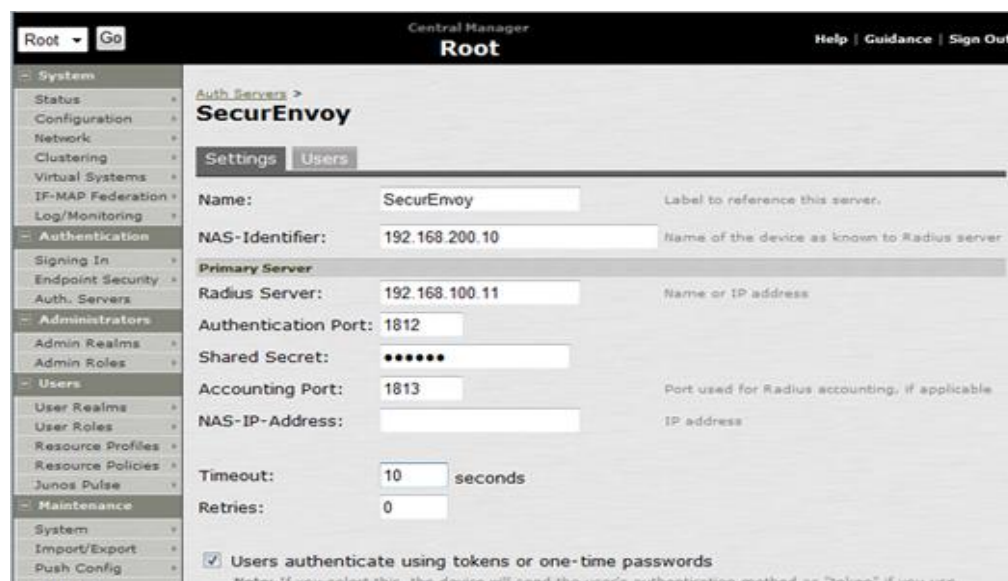 Root Go
Central Manager
Root
Help | Guidance | Sign Out
System
Status
Configuration
Network
Clustering
Virtual Systems
IF-MAP Federation
Log/Monitoring
Authentication
Signing In
Endpoint Security
Auth. Servers
Administrators
Admin Realms
Admin Roles
Users
User Realms
User Roles
Resource Profiles
Resource Policies
Junos Pulse
Maintenance
System
Import/Export
Push Config
Auth Servers >
SecurEnvoy
Settings Users
Name: SecurEnvoy Label to reference this server.
NAS-Identifier: 192.168.200.10 Name of the device as known to Radius server
Primary Server
Radius Server: 192.168.100.11 Name or IP address
Authentication Port: 1812
Shared Secret: ••••••
Accounting Port: 1813 Port used for Radius accounting, if applicable
NAS-IP-Address: IP address
Timeout: 10 seconds
Retries: 0
Users authenticate using tokens or one-time passwords